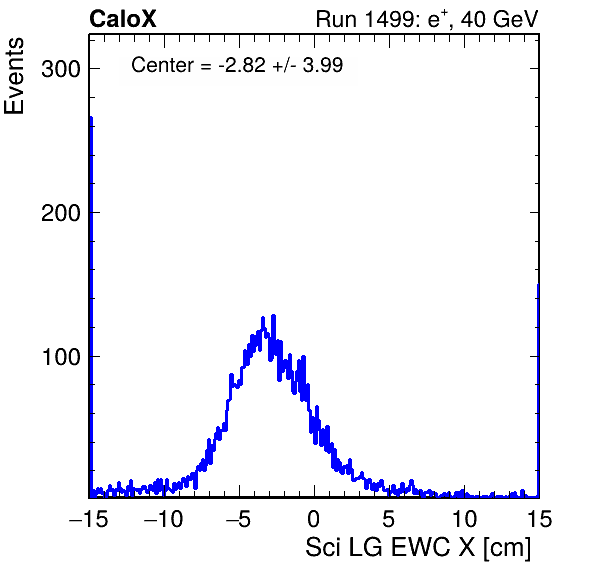 CaloX Run 1499: e⁺, 40 GeV
Events
Center = -2.82 +/- 3.99
300
200
100
−15 −10 −5 0 5 10 15
Sci LG EWC X [cm]